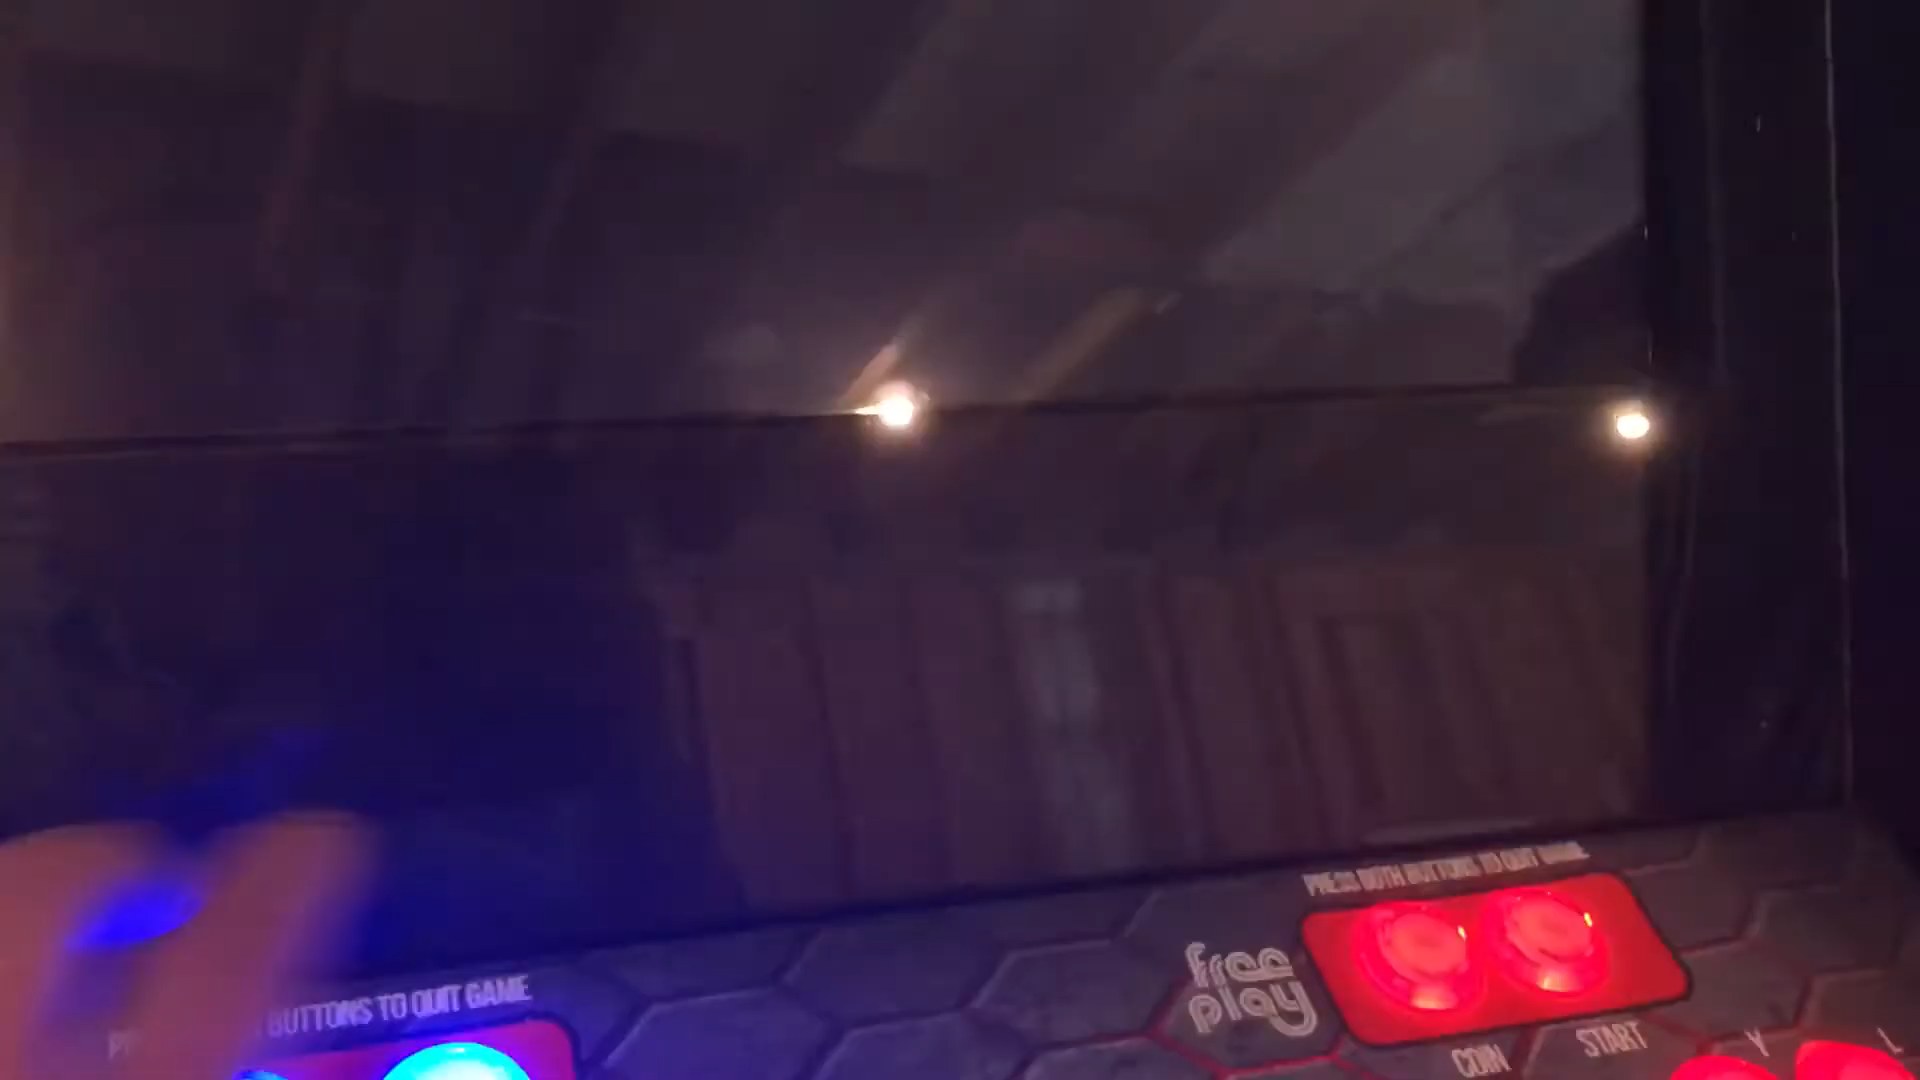 PRESS BOTH BUTTONS TO QUIT GAME
free
play
BUTTONS TO QUIT GAME
COIN
START
Y
L